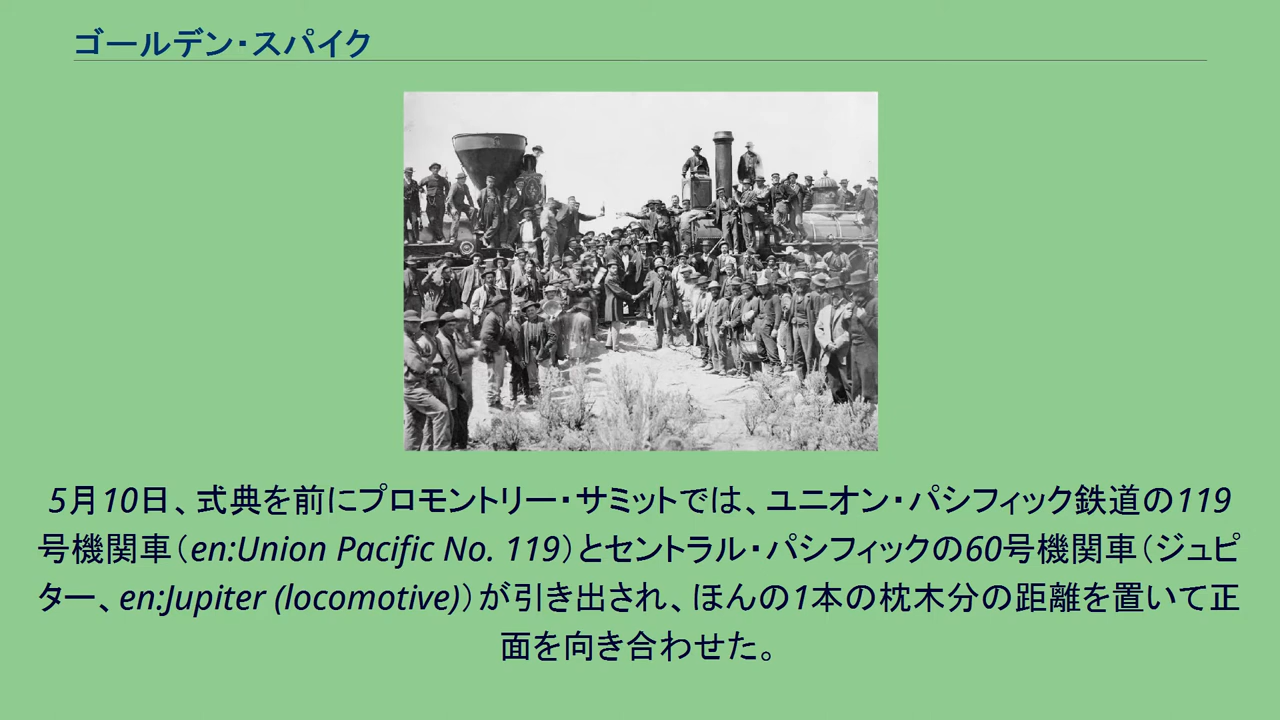 ゴールデン・スパイク
5月10日、式典を前にプロモントリー・サミットでは、ユニオン・パシフィック鉄道の119
号機関車（en:Union Pacific No. 119）とセントラル・パシフィックの60号機関車（ジュピ
ター、en:Jupiter (locomotive)）が引き出され、ほんの1本の枕木分の距離を置いて正
面を向き合わせた。